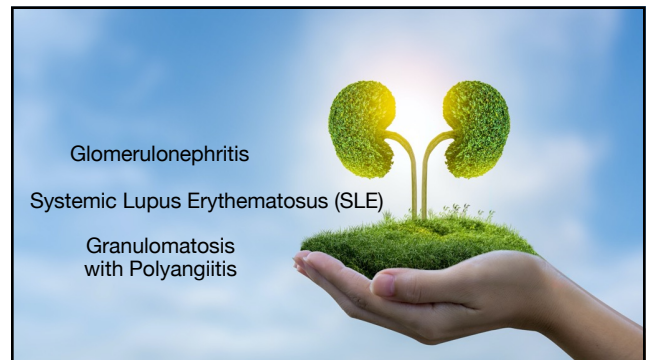 Glomerulonephritis
Systemic Lupus Erythematosus (SLE)
Granulomatosis
with Polyangiitis